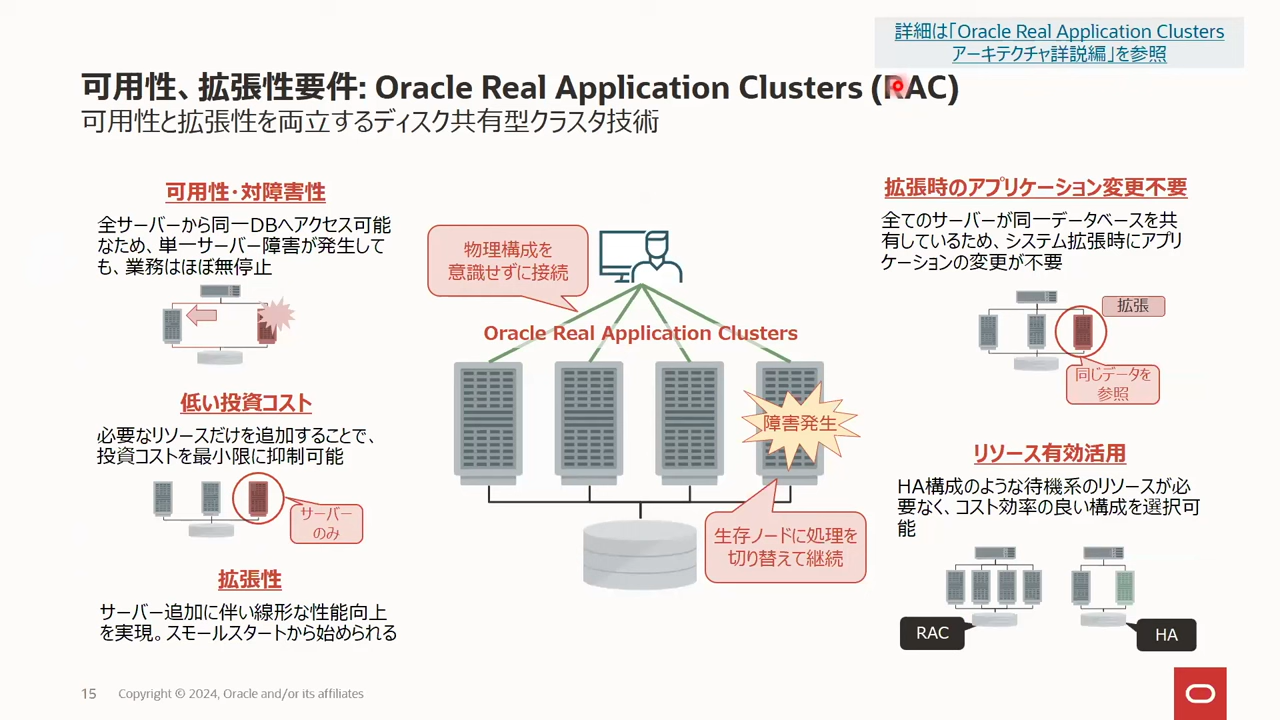 詳細は「Oracle Real Application Clusters
アーキテクチャ詳説編」を参照
可用性、拡張性要件: Oracle Real Application Clusters (RAC)
可用性と拡張性を両立するディスク共有型クラスタ技術
可用性・対障害性
全サーバーから同一DBへアクセス可能
なため、単一サーバー障害が発生して
も、業務はほぼ無停止
低い投資コスト
必要なリソースだけを追加することで、
投資コストを最小限に抑制可能
サーバー
のみ
拡張性
サーバー追加に伴い線形な性能向上
を実現。スモールスタートから始められる
物理構成を
意識せずに接続
Oracle Real Application Clusters
障害発生
生存ノードに処理を
切り替えて継続
拡張時のアプリケーション変更不要
全てのサーバーが同一データベースを共
有しているため、システム拡張時にアプリ
ケーションの変更が不要
拡張
同じデータを
参照
リソース有効活用
HA構成のような待機系のリソースが必
要なく、コスト効率の良い構成を選択可
能
RAC
HA
15
Copyright © 2024, Oracle and/or its affiliates